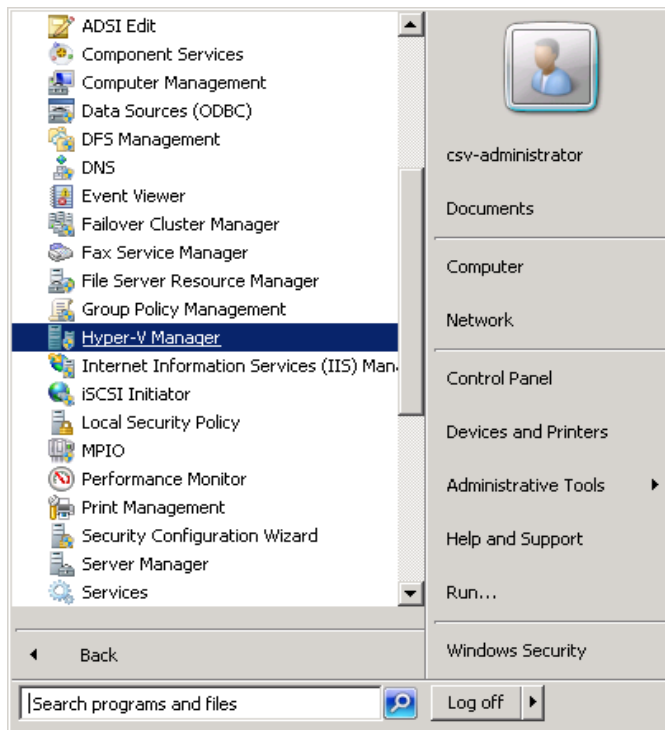 ADSI Edit
Component Services
Computer Management
Data Sources (ODBC)
DFS Management
DNS
Event Viewer
Failover Cluster Manager
Fax Service Manager
File Server Resource Manager
Group Policy Management
Hyper-V Manager
Internet Information Services (IIS) Man
iSCSI Initiator
Local Security Policy
MPIO
Performance Monitor
Print Management
Security Configuration Wizard
Server Manager
Services
Back
Search programs and files
csv-administrator
Documents
Computer
Network
Control Panel
Devices and Printers
Administrative Tools
Help and Support
Run...
Windows Security
Log off